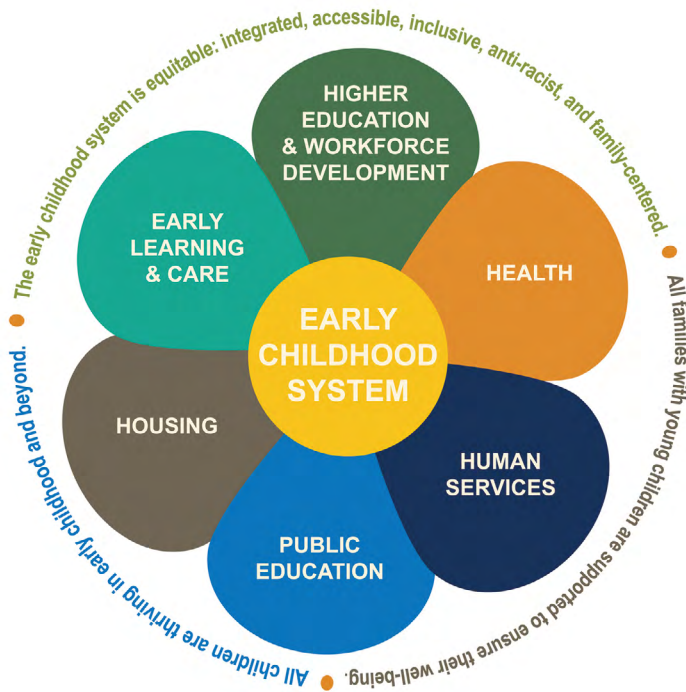 The early childhood system is equitable: integrated, accessible, inclusive, anti-racist, and family-centered.
All families with young children are supported to ensure their well-being.
All children are thriving in early childhood and beyond.
HIGHER
EDUCATION
& WORKFORCE
DEVELOPMENT
HEALTH
HUMAN
SERVICES
PUBLIC
EDUCATION
HOUSING
EARLY
LEARNING
& CARE
EARLY
CHILDHOOD
SYSTEM